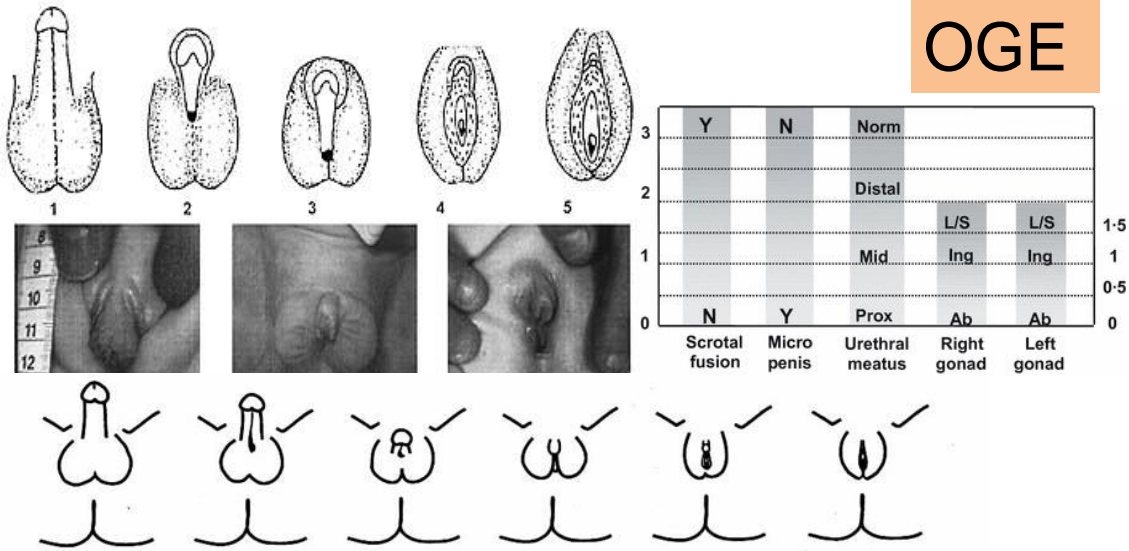 OGE
1
2
3
4
5
8
9
10
11
12
3
2
1
0
Y
N
Norm
Distal
L/S
L/S
Mid
Ing
Ing
N
Y
Prox
Ab
Ab
1·5
1
0·5
0
Scrotal fusion
Micro penis
Urethral meatus
Right gonad
Left gonad